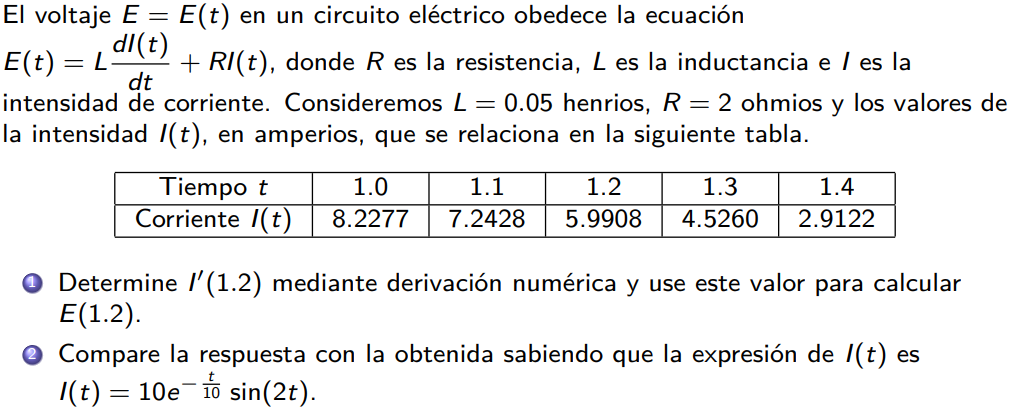 El voltaje E = E(t) en un circuito eléctrico obedece la ecuación
E(t) = L dI(t)/dt + RI(t), donde R es la resistencia, L es la inductancia e I es la
intensidad de corriente. Consideremos L = 0.05 henrios, R = 2 ohmios y los valores de
la intensidad I(t), en amperios, que se relaciona en la siguiente tabla.
Tiempo t 1.0 1.1 1.2 1.3 1.4
Corriente I(t) 8.2277 7.2428 5.9908 4.5260 2.9122
1 Determine I′(1.2) mediante derivación numérica y use este valor para calcular
E(1.2).
2 Compare la respuesta con la obtenida sabiendo que la expresión de I(t) es
I(t) = 10e^(−t/10) sin(2t).